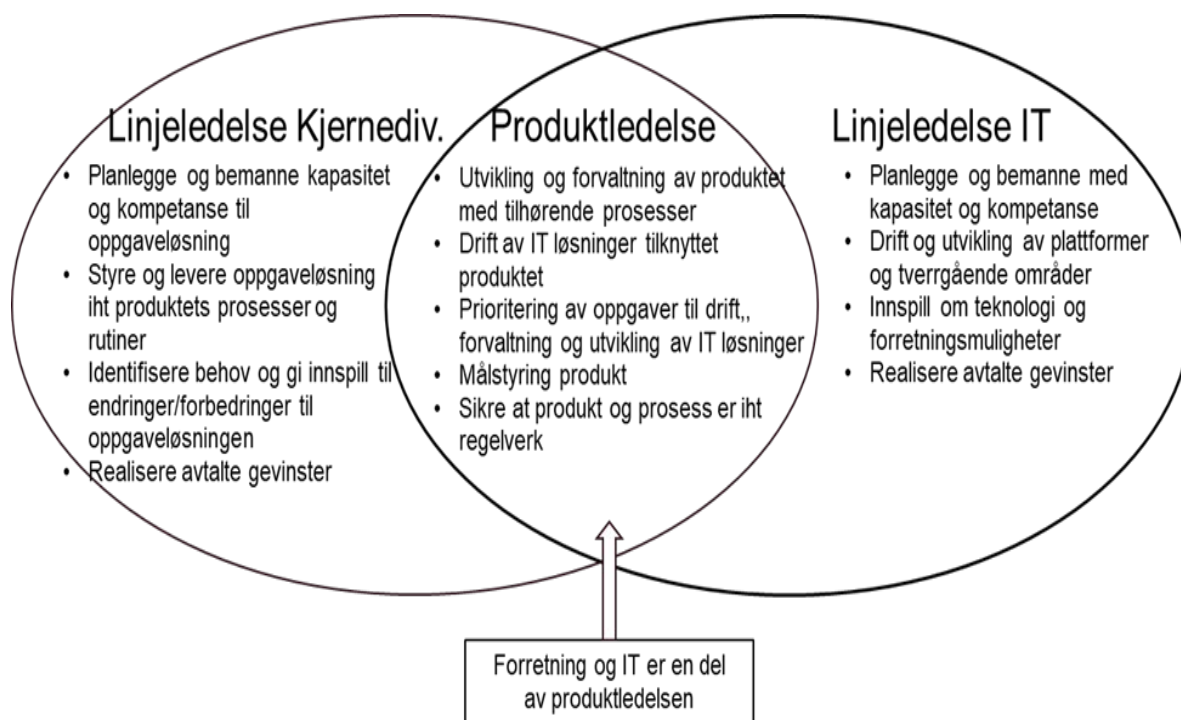 Linjeledelse Kjernediv.
• Planlegge og bemanne kapasitet
og kompetanse til
oppgaveløsning
• Styre og levere oppgaveløsning
iht produktets prosesser og
rutiner
• Identifisere behov og gi innspill til
endringer/forbedringer til
oppgaveløsningen
• Realisere avtalte gevinster
Produktledelse
• Utvikling og forvaltning av produktet
med tilhørende prosesser
• Drift av IT løsninger tilknyttet
produktet
• Prioritering av oppgaver til drift,,
forvaltning og utvikling av IT løsninger
• Målstyring produkt
• Sikre at produkt og prosess er iht
regelverk
Linjeledelse IT
• Planlegge og bemanne med
kapasitet og kompetanse
• Drift og utvikling av plattformer
og tverrgående områder
• Innspill om teknologi og
forretningsmuligheter
• Realisere avtalte gevinster
Forretning og IT er en del
av produktledelsen